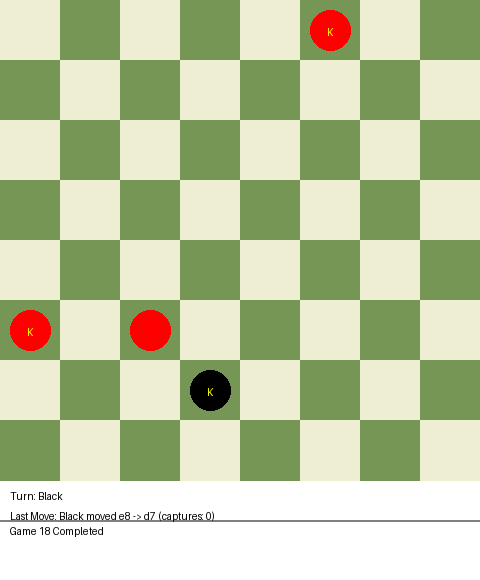 K
K
K
Turn: Black
Last Move: Black moved e8 -> d7 (captures: 0)
Game 18 Completed